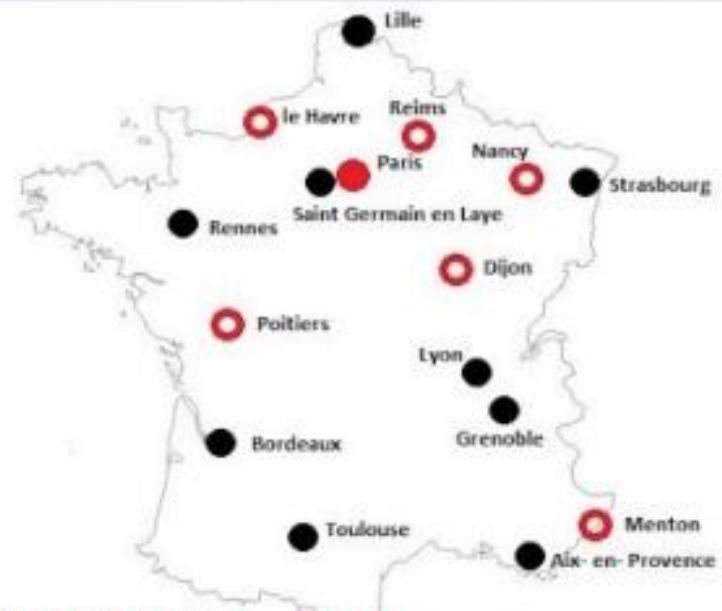 Lille
le Havre
Reims
Paris
Nancy
Strasbourg
Saint Germain en Laye
Rennes
Dijon
Poitiers
Lyon
Grenoble
Bordeaux
Toulouse
Menton
Aix- en- Provence